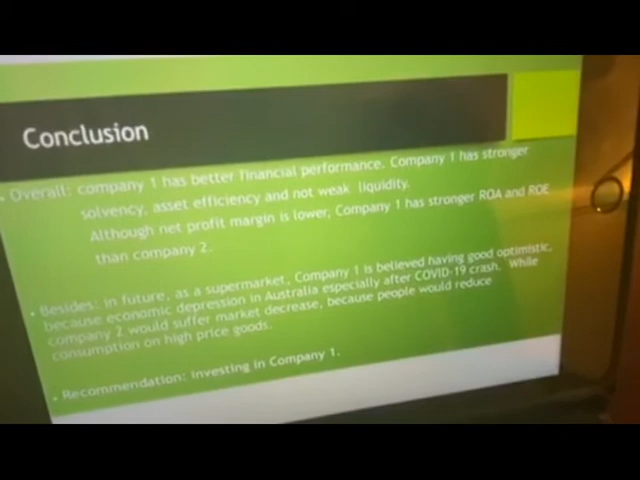 Conclusion
Overall: company 1 has better financial performance. Company 1 has stronger
solvency, asset efficiency and not weak liquidity.
Although net profit margin is lower, Company 1 has stronger ROA and ROE
than company 2.
Besides: in future, as a supermarket, Company 1 is believed having good optimistic,
because economic depression in Australia especially after COVID-19 crash. While
company 2 would suffer market decrease, because people would reduce
consumption on high price goods.
Recommendation: investing in Company 1.